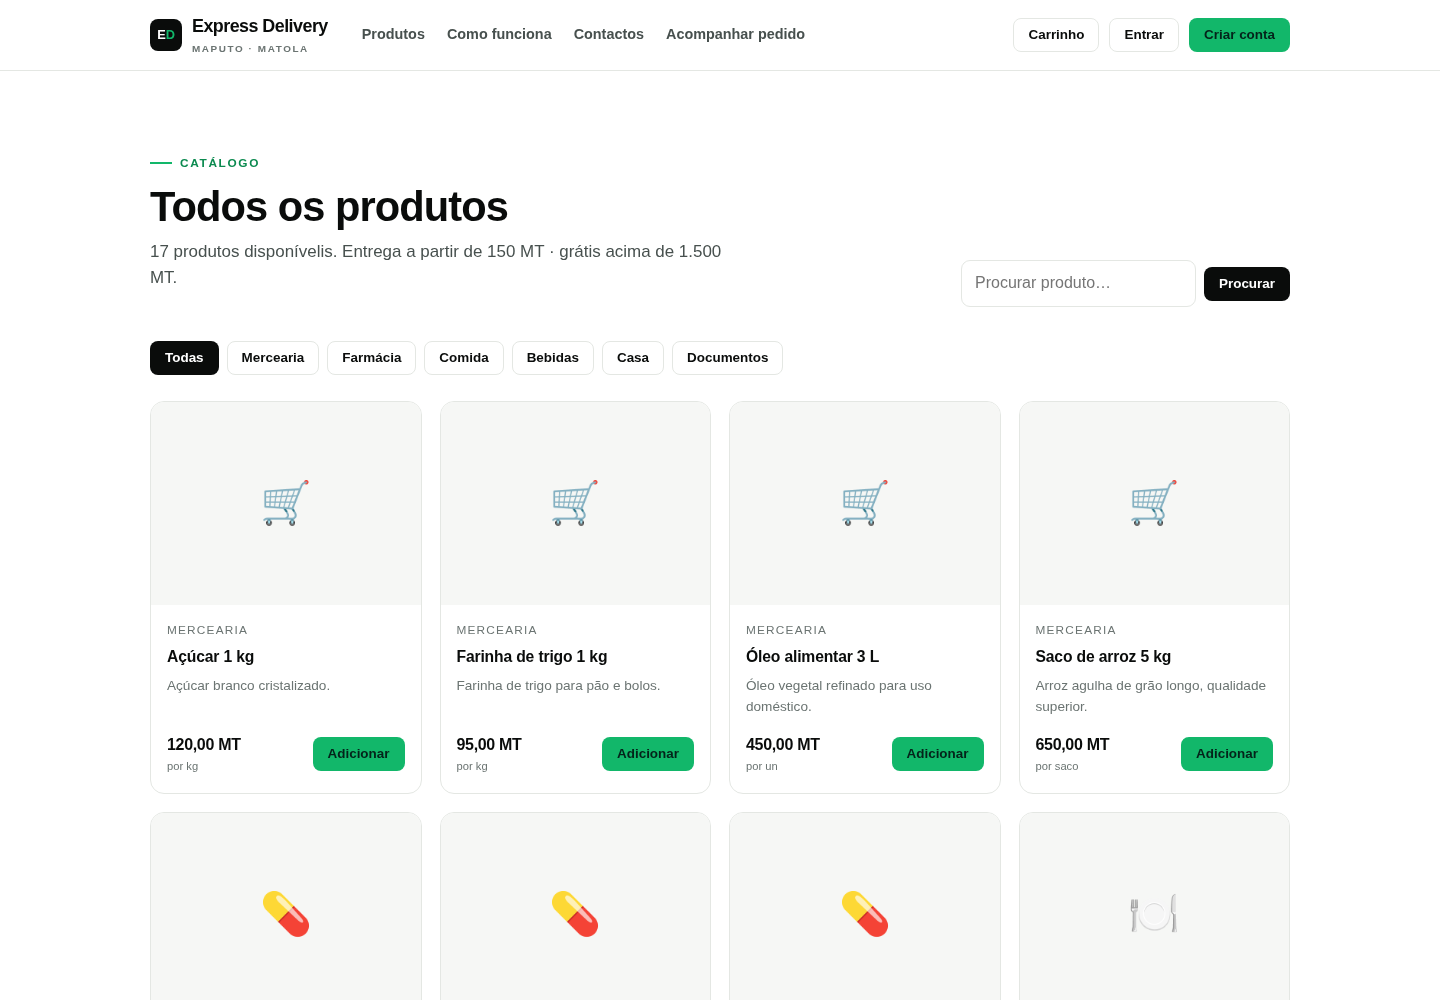 ED
Express Delivery
MAPUTO · MATOLA
Produtos
Como funciona
Contactos
Acompanhar pedido
Carrinho
Entrar
Criar conta
CATÁLOGO
Todos os produtos
17 produtos disponívelis. Entrega a partir de 150 MT · grátis acima de 1.500
MT.
Procurar produto…
Procurar
Todas
Mercearia
Farmácia
Comida
Bebidas
Casa
Documentos
MERCEARIA
Açúcar 1 kg
Açúcar branco cristalizado.
120,00 MT
por kg
Adicionar
MERCEARIA
Farinha de trigo 1 kg
Farinha de trigo para pão e bolos.
95,00 MT
por kg
Adicionar
MERCEARIA
Óleo alimentar 3 L
Óleo vegetal refinado para uso
doméstico.
450,00 MT
por un
Adicionar
MERCEARIA
Saco de arroz 5 kg
Arroz agulha de grão longo, qualidade
superior.
650,00 MT
por saco
Adicionar